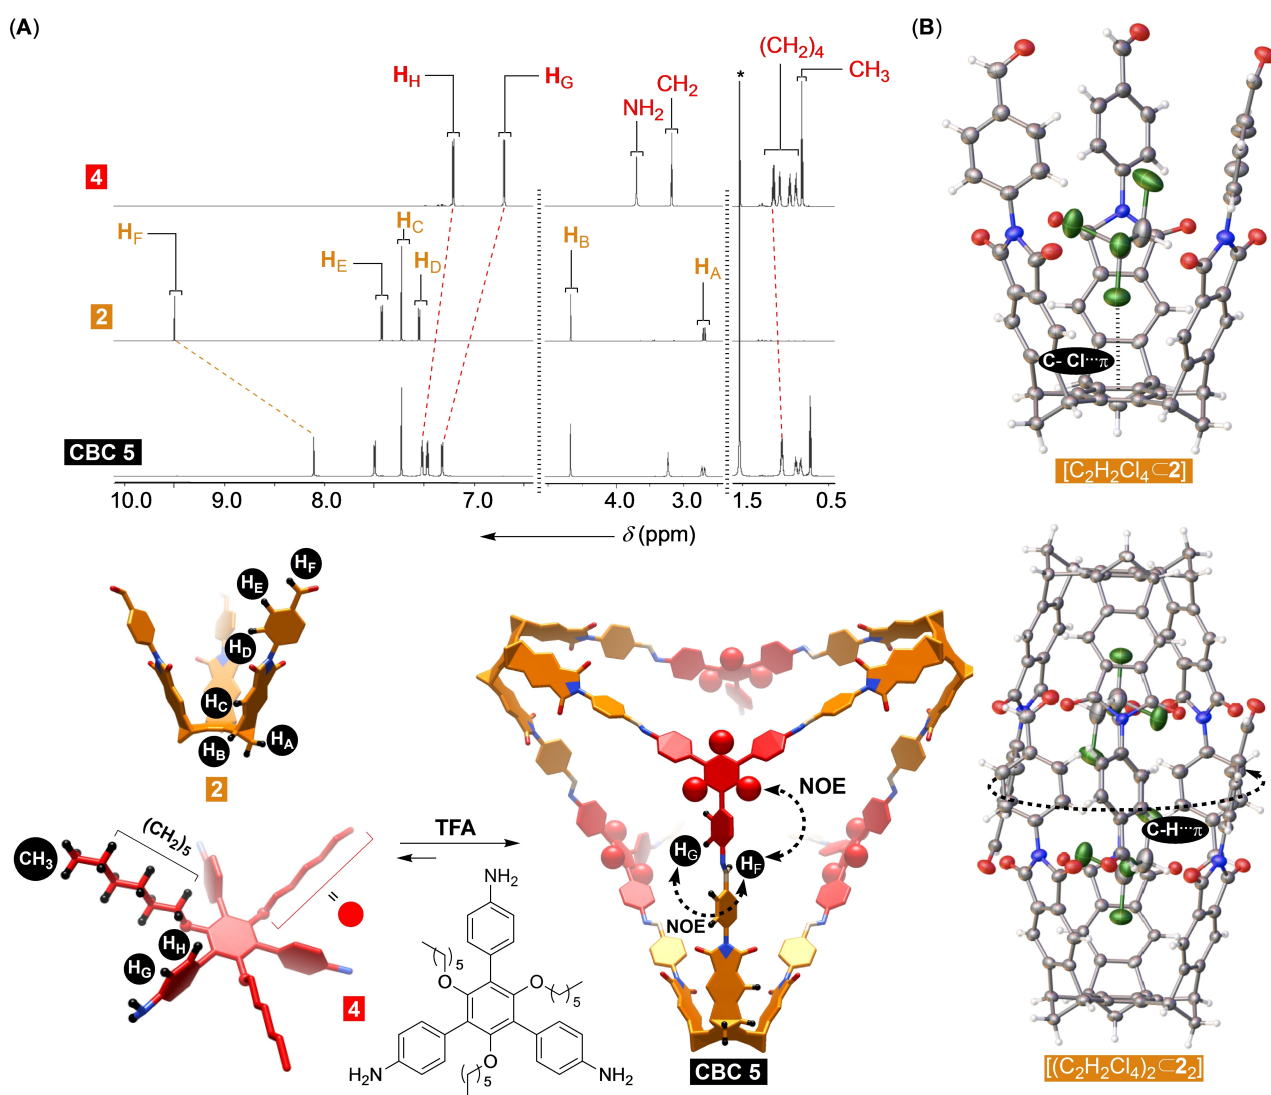 (A)
(B)
(CH2)4
HH
HG
CH2
*
CH3
NH2
4
HF
HC
HE
HD
HB
HA
2
CBC 5
10.0 9.0 8.0 7.0 4.0 3.0 1.5 0.5
δ (ppm)
C- Cl···π
[C2H2Cl4⊂2]
HF
HE
HD
HC
HB
HA
2
(CH2)5
CH3
=
HH
HG
4
TFA
NH2
( )5
O
O
( )5
O
( )5
H2N
NH2
NOE
HG
HF
NOE
CBC 5
C-H···π
[(C2H2Cl4)2⊂22]